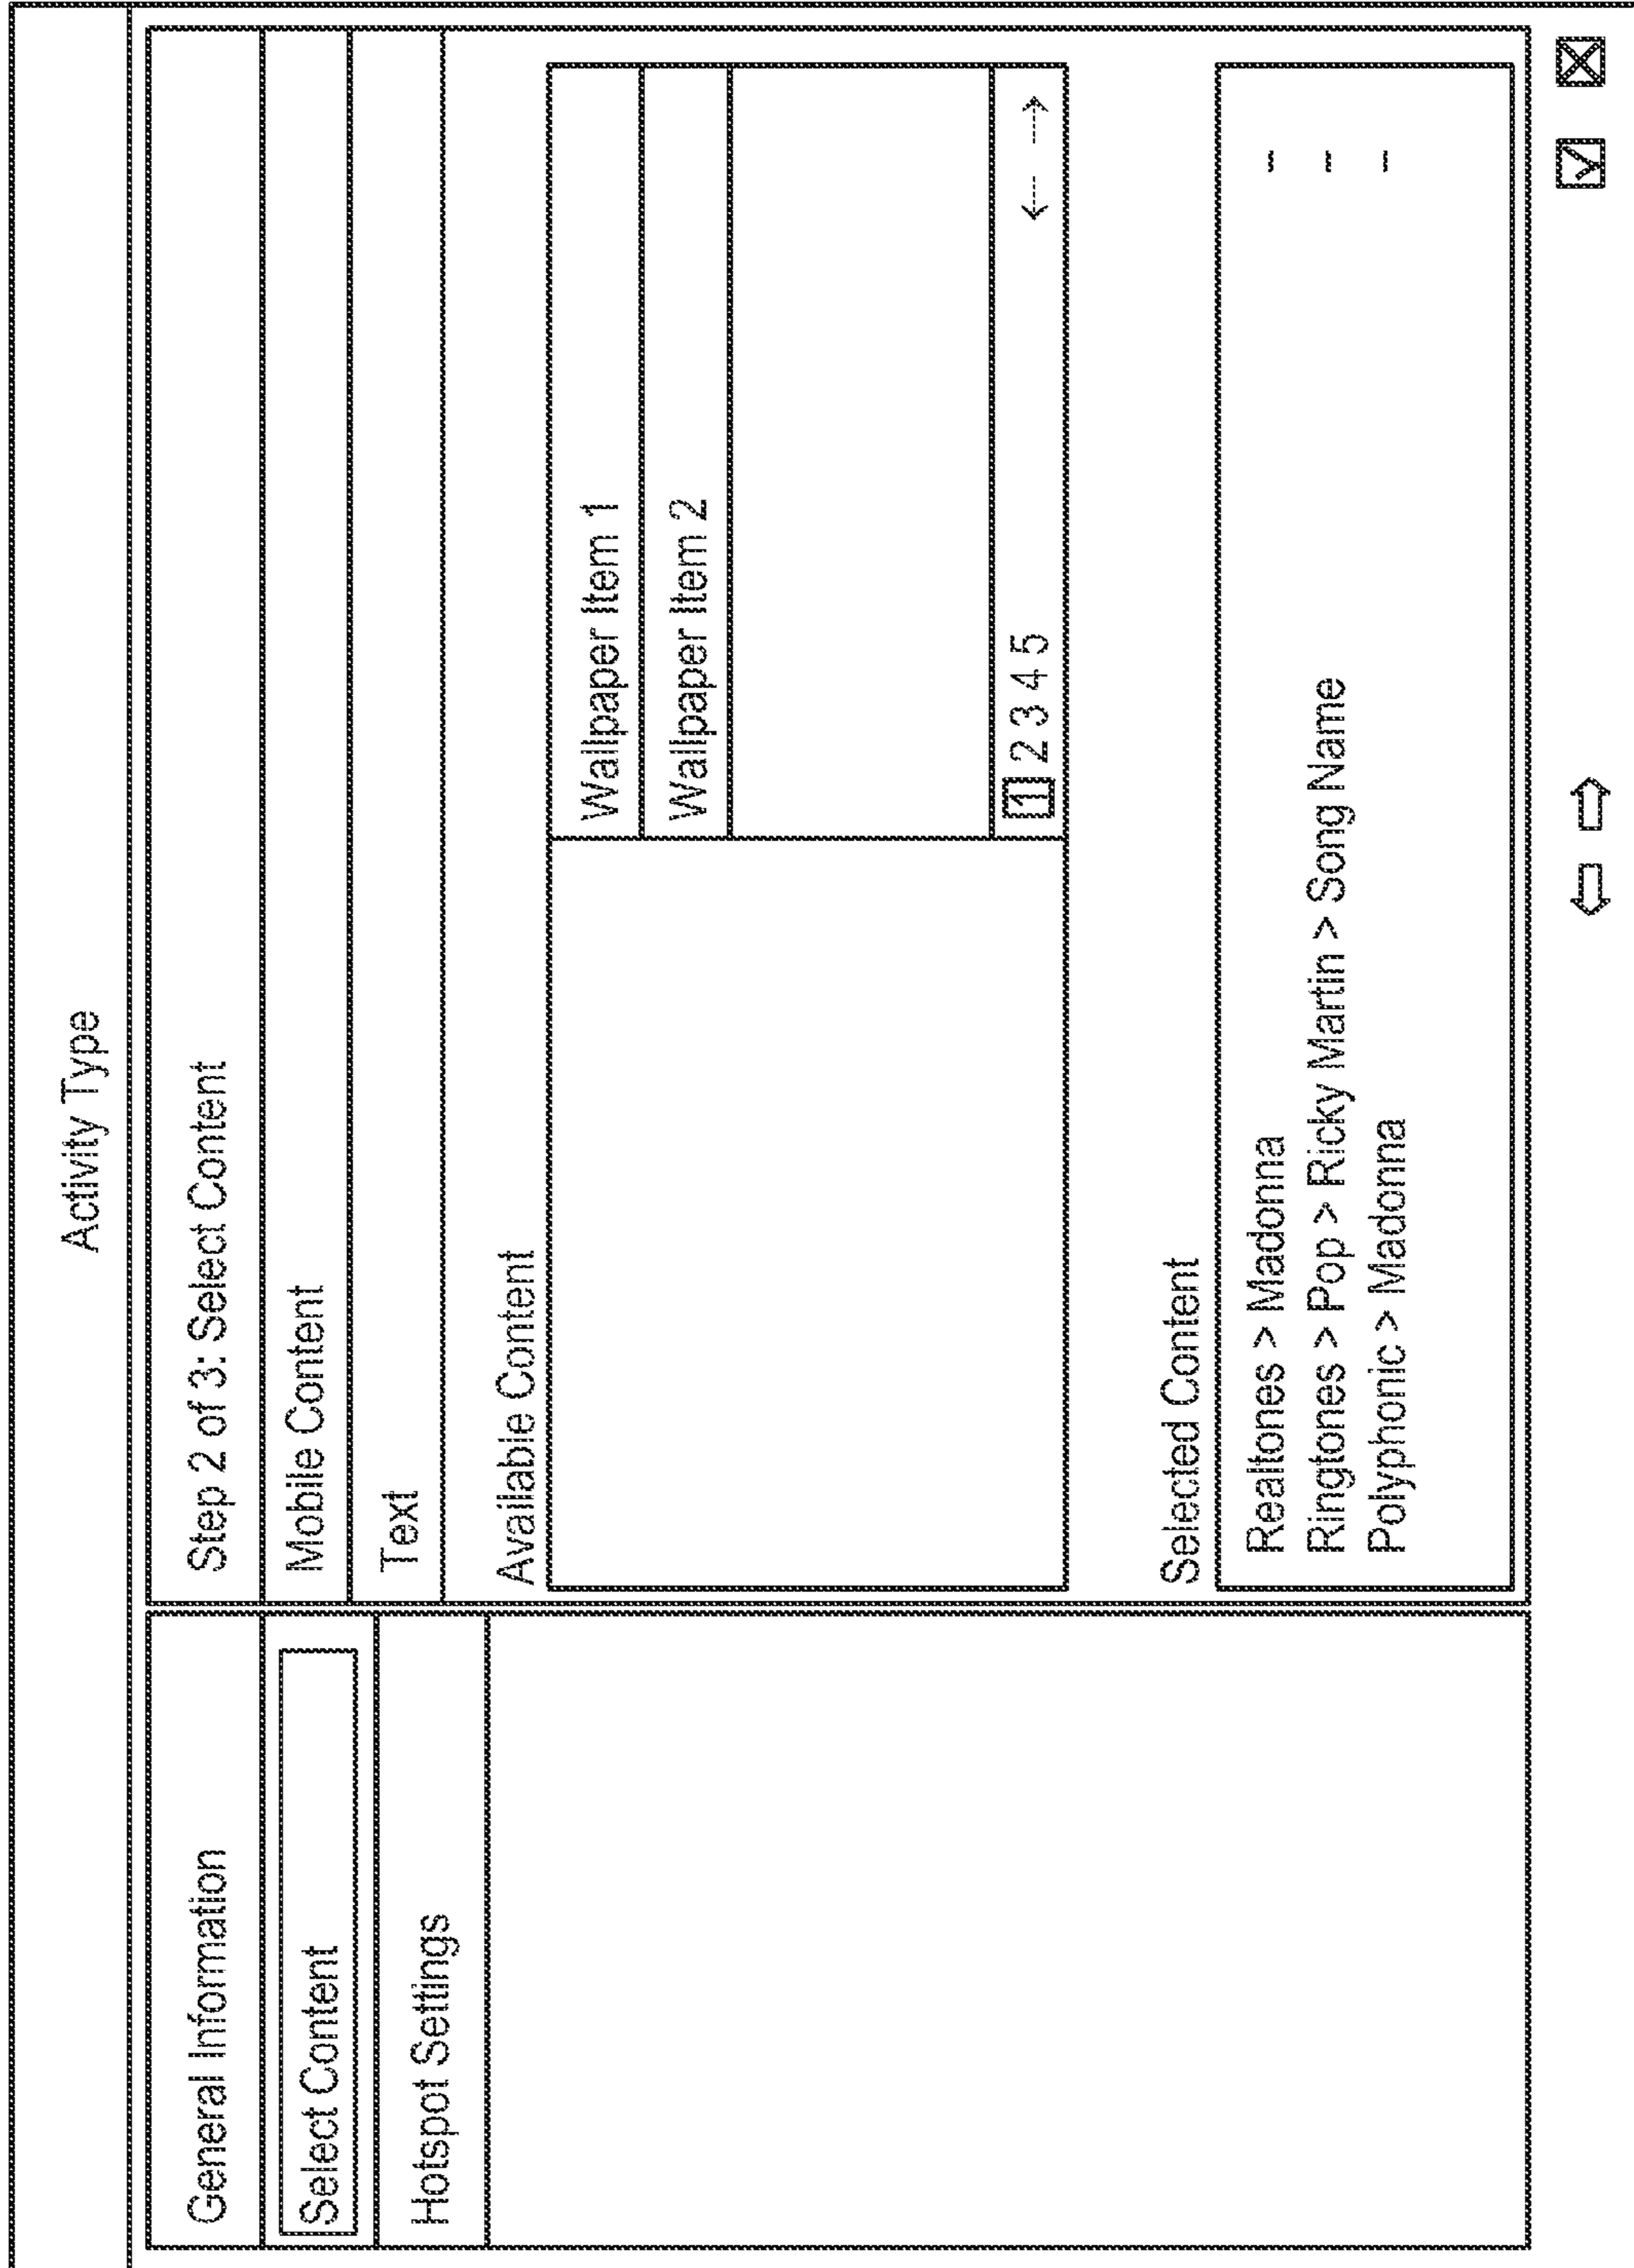 Activity Type
General Information
Select Content
Hotspot Settings
Step 2 of 3: Select Content
Mobile Content
Text
Available Content
Wallpaper Item 1
Wallpaper Item 2
1 2 3 4 5
Selected Content
Realtones > Madonna
Ringtones > Pop > Ricky Martin > Song Name
Polyphonic > Madonna